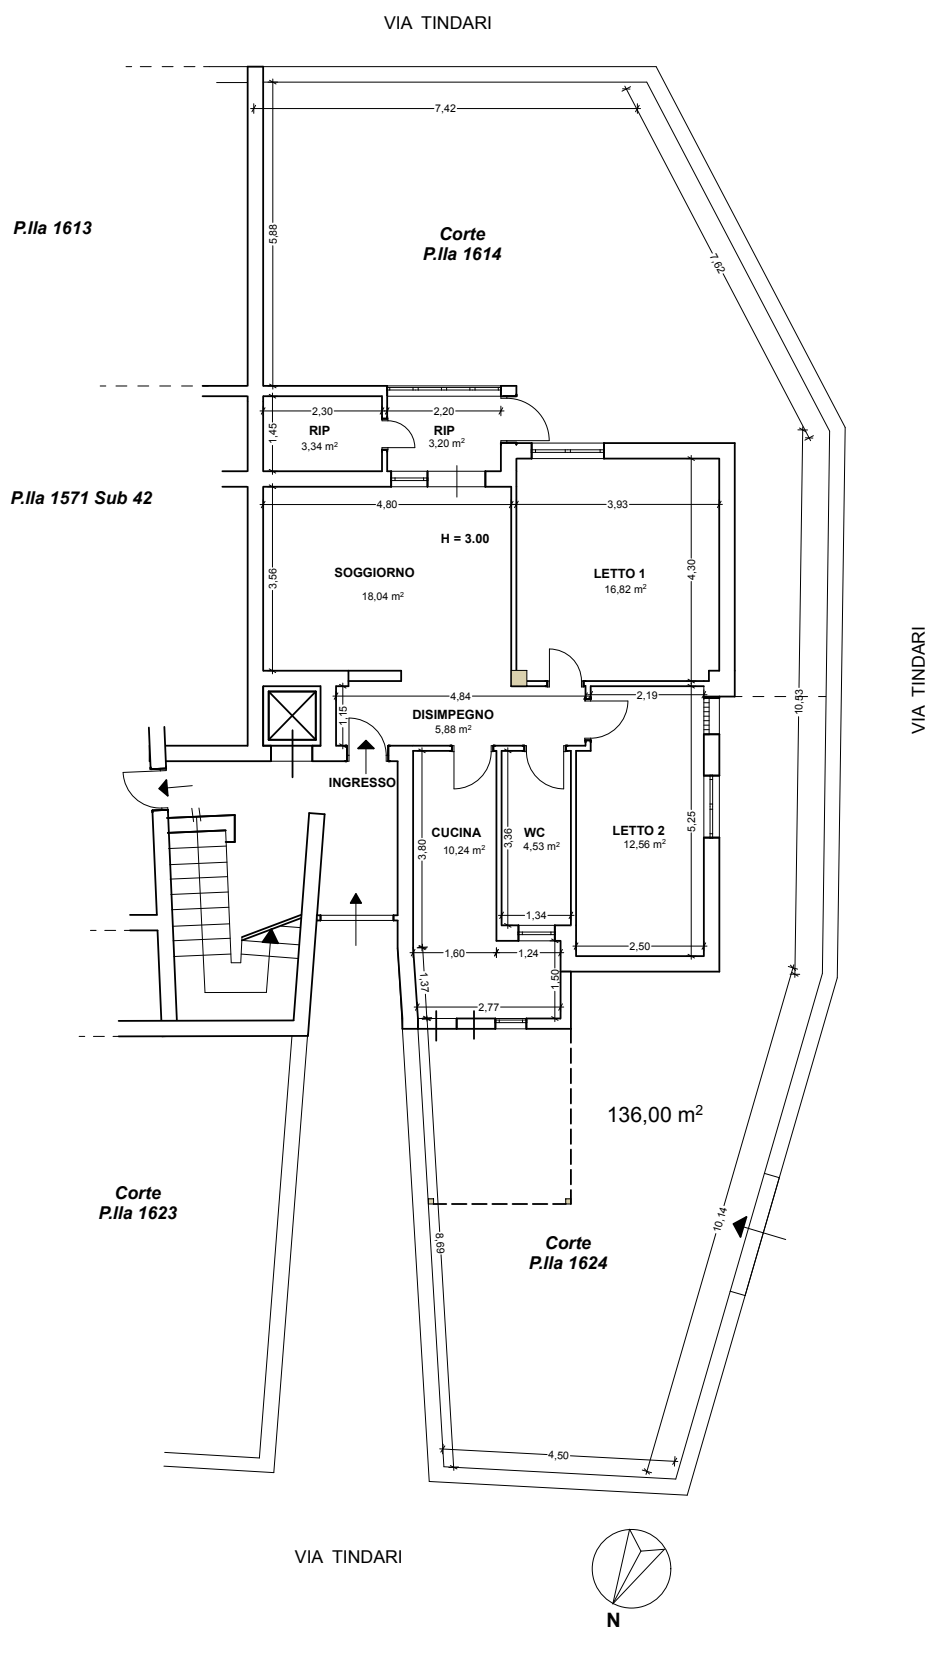 VIA TINDARI
7,42
P.lla 1613
5,88
Corte
P.lla 1614
7,62
2,30
2,20
RIP
3,34 m²
RIP
3,20 m²
1,45
P.lla 1571 Sub 42
4,80
3,93
H = 3.00
SOGGIORNO
18,04 m²
3,56
LETTO 1
16,82 m²
4,30
VIA TINDARI
4,84
2,19
10,53
1,15
DISIMPEGNO
5,88 m²
INGRESSO
CUCINA
10,24 m²
3,80
WC
4,53 m²
3,36
LETTO 2
12,56 m²
5,25
1,34
1,60
1,24
2,50
1,37
1,50
2,77
136,00 m²
Corte
P.lla 1623
10,14
8,69
Corte
P.lla 1624
4,50
VIA TINDARI
N